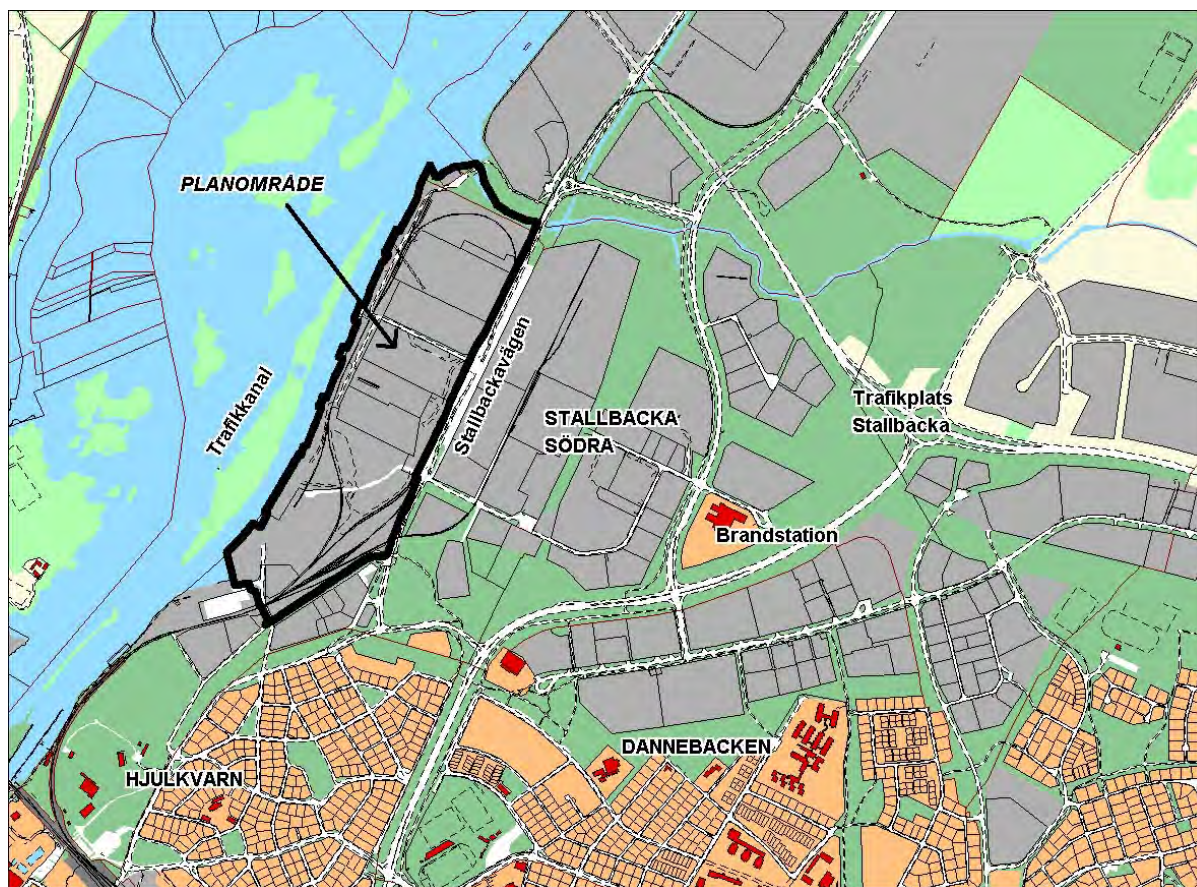 PLANOMRÅDE
Trafikkanal
Stallbackavägen
STALLBACKA
SÖDRA
Trafikplats
Stallbacka
Brandstation
DANNEBACKEN
HJULKVARN